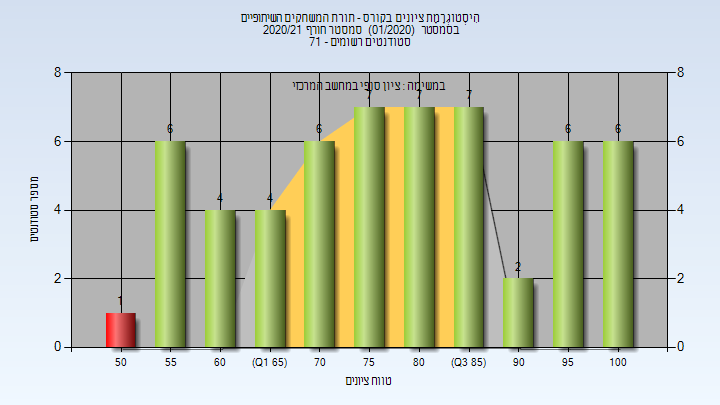 היסטוגרמת ציונים בקורס - תורת המשחקים השיתופיים
בסמסטר (01/2020) סמסטר חורף 2020/21
סטודנטים רשומים - 71
במשימה : ציון סופי במחשב המרכזי
מספר סטודנטים
8 8
6 6
4 4
2 2
0 0
1 6 4 4 6 7 7 7 2 6 6
50 55 60 (Q1 65) 70 75 80 (Q3 85) 90 95 100
טווח ציונים